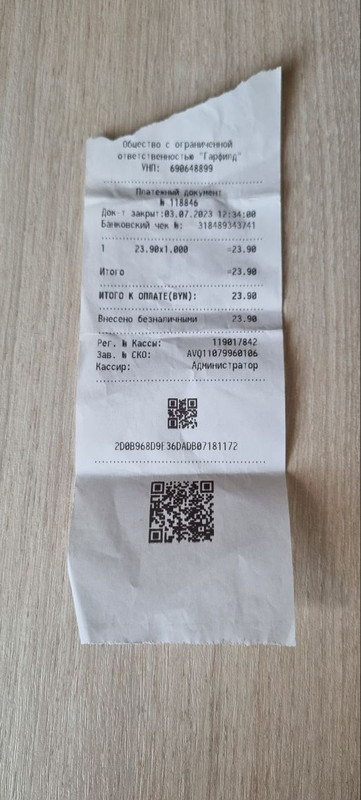 Общество с ограниченной
ответственностью "Гарфилд"
УНП: 690648899
Платежный документ
№ 118846
Док-т закрыт:03.07.2023 12:34:00
Банковский чек №: 318489343741
1 23.90x1.000 =23.90
Итого =23.90
ИТОГО К ОПЛАТЕ(BYN): 23.90
Внесено безналичными 23.90
Рег. № Кассы: 119017842
Зав. № СКО: AVQ11079960106
Кассир: Администратор
2D0B968D9F36DADB07181172